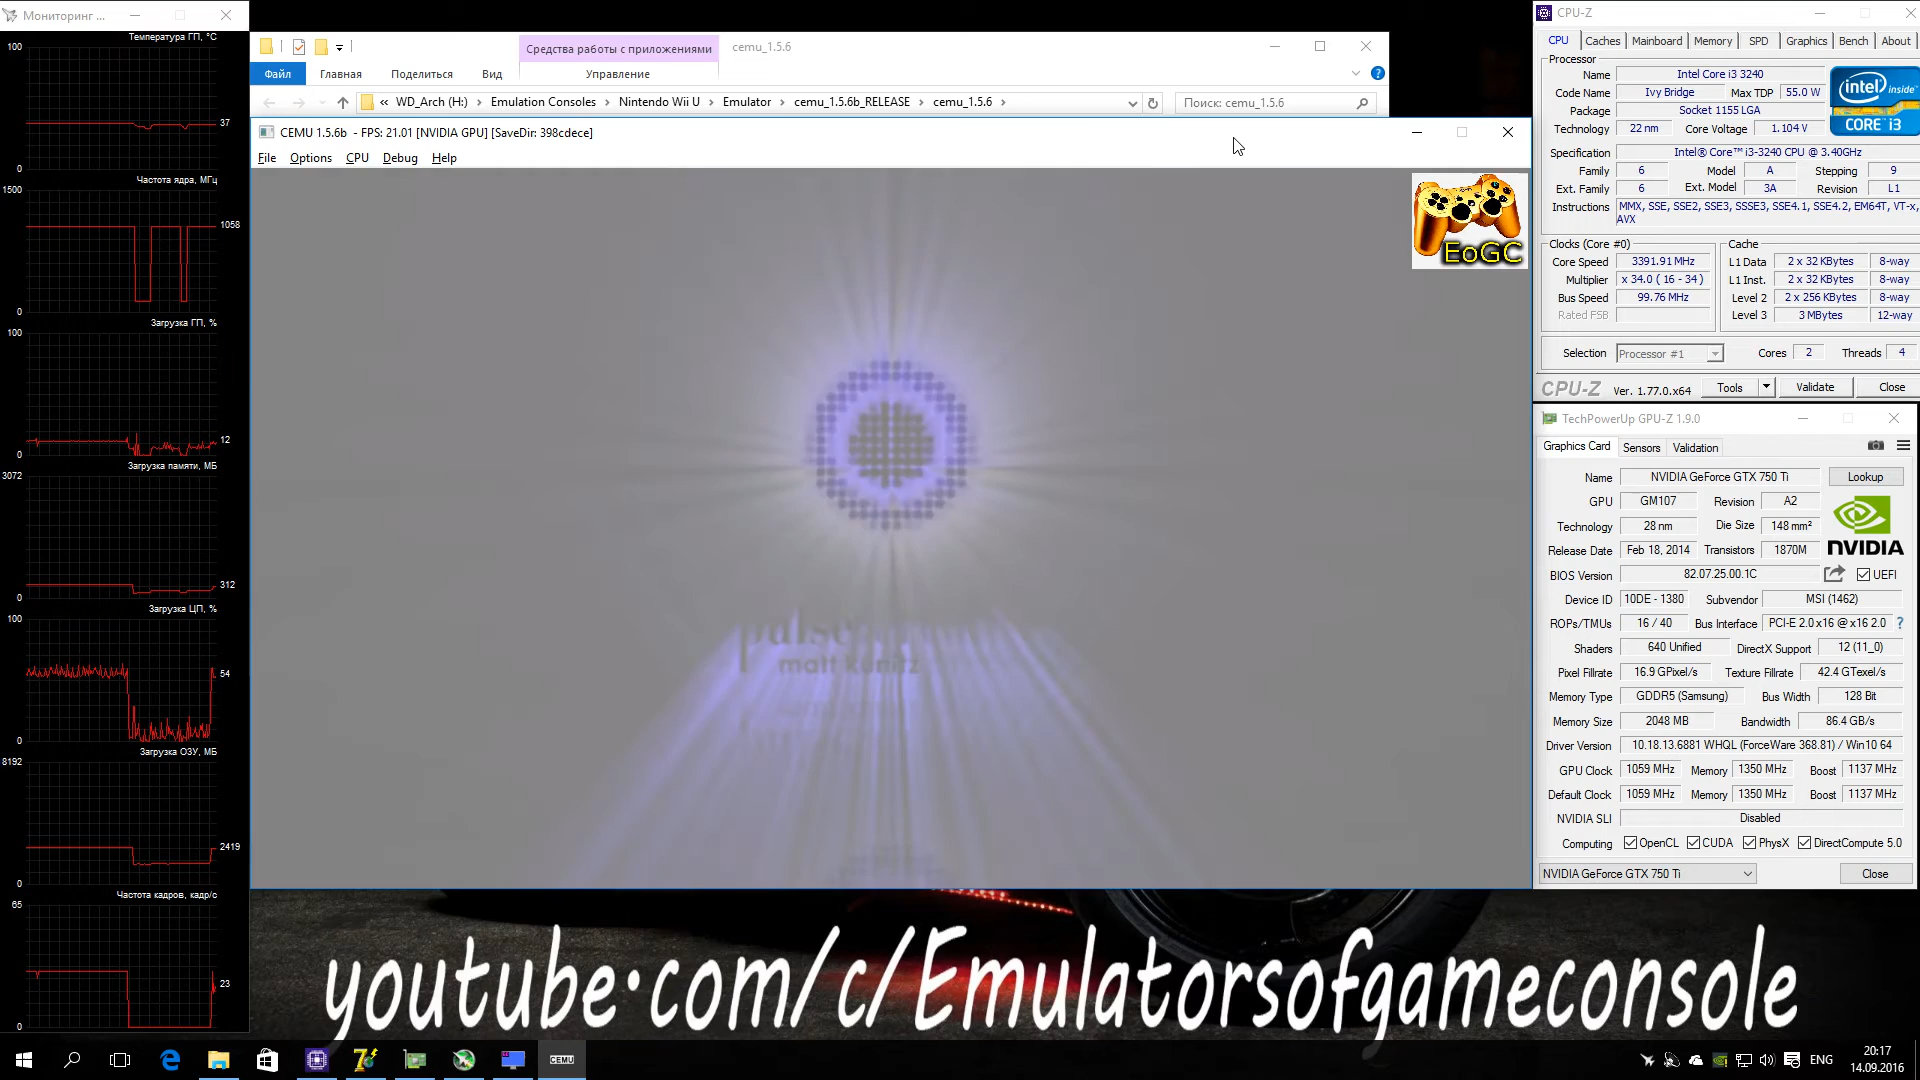 Мониторинг ...
Температура ГП, °C
100
37
0
Частота ядра, МГц
1500
1058
0
Загрузка ГП, %
100
12
0
Загрузка памяти, МБ
3072
312
0
Загрузка ЦП, %
100
54
0
Загрузка ОЗУ, МБ
8192
2419
0
Частота кадров, кадр/с
65
23
0
Средства работы с приложениями
cemu_1.5.6
Файл
Главная
Поделиться
Вид
Управление
« WD_Arch (H:) > Emulation Consoles > Nintendo Wii U > Emulator > cemu_1.5.6b_RELEASE > cemu_1.5.6 >
Поиск: cemu_1.5.6
CEMU 1.5.6b - FPS: 21.01 [NVIDIA GPU] [SaveDir: 398cdece]
File Options CPU Debug Help
EoGC
pulse
matt kunitz
CPU-Z
CPU Caches Mainboard Memory SPD Graphics Bench About
Processor
Name Intel Core i3 3240
Code Name Ivy Bridge Max TDP 55.0 W
Package Socket 1155 LGA
Technology 22 nm Core Voltage 1.104 V
intel inside™
CORE i3
Specification Intel® Core™ i3-3240 CPU @ 3.40GHz
Family 6 Model A Stepping 9
Ext. Family 6 Ext. Model 3A Revision L1
Instructions MMX, SSE, SSE2, SSE3, SSSE3, SSE4.1, SSE4.2, EM64T, VT-x,
AVX
Clocks (Core #0)
Core Speed 3391.91 MHz
Multiplier x 34.0 ( 16 - 34 )
Bus Speed 99.76 MHz
Rated FSB
Cache
L1 Data 2 x 32 KBytes 8-way
L1 Inst. 2 x 32 KBytes 8-way
Level 2 2 x 256 KBytes 8-way
Level 3 3 MBytes 12-way
Selection Processor #1 Cores 2 Threads 4
CPU-Z Ver. 1.77.0.x64 Tools Validate Close
TechPowerUp GPU-Z 1.9.0
Graphics Card Sensors Validation
Name NVIDIA GeForce GTX 750 Ti Lookup
GPU GM107 Revision A2
Technology 28 nm Die Size 148 mm²
Release Date Feb 18, 2014 Transistors 1870M
NVIDIA
BIOS Version 82.07.25.00.1C UEFI
Device ID 10DE - 1380 Subvendor MSI (1462)
ROPs/TMUs 16 / 40 Bus Interface PCI-E 2.0 x16 @ x16 2.0 ?
Shaders 640 Unified DirectX Support 12 (11_0)
Pixel Fillrate 16.9 GPixel/s Texture Fillrate 42.4 GTexel/s
Memory Type GDDR5 (Samsung) Bus Width 128 Bit
Memory Size 2048 MB Bandwidth 86.4 GB/s
Driver Version 10.18.13.6881 WHQL (ForceWare 368.81) / Win10 64
GPU Clock 1059 MHz Memory 1350 MHz Boost 1137 MHz
Default Clock 1059 MHz Memory 1350 MHz Boost 1137 MHz
NVIDIA SLI Disabled
Computing OpenCL CUDA PhysX DirectCompute 5.0
NVIDIA GeForce GTX 750 Ti Close
youtube.com/c/Emulatorsofgameconsole
CEMU
ENG
20:17
14.09.2016